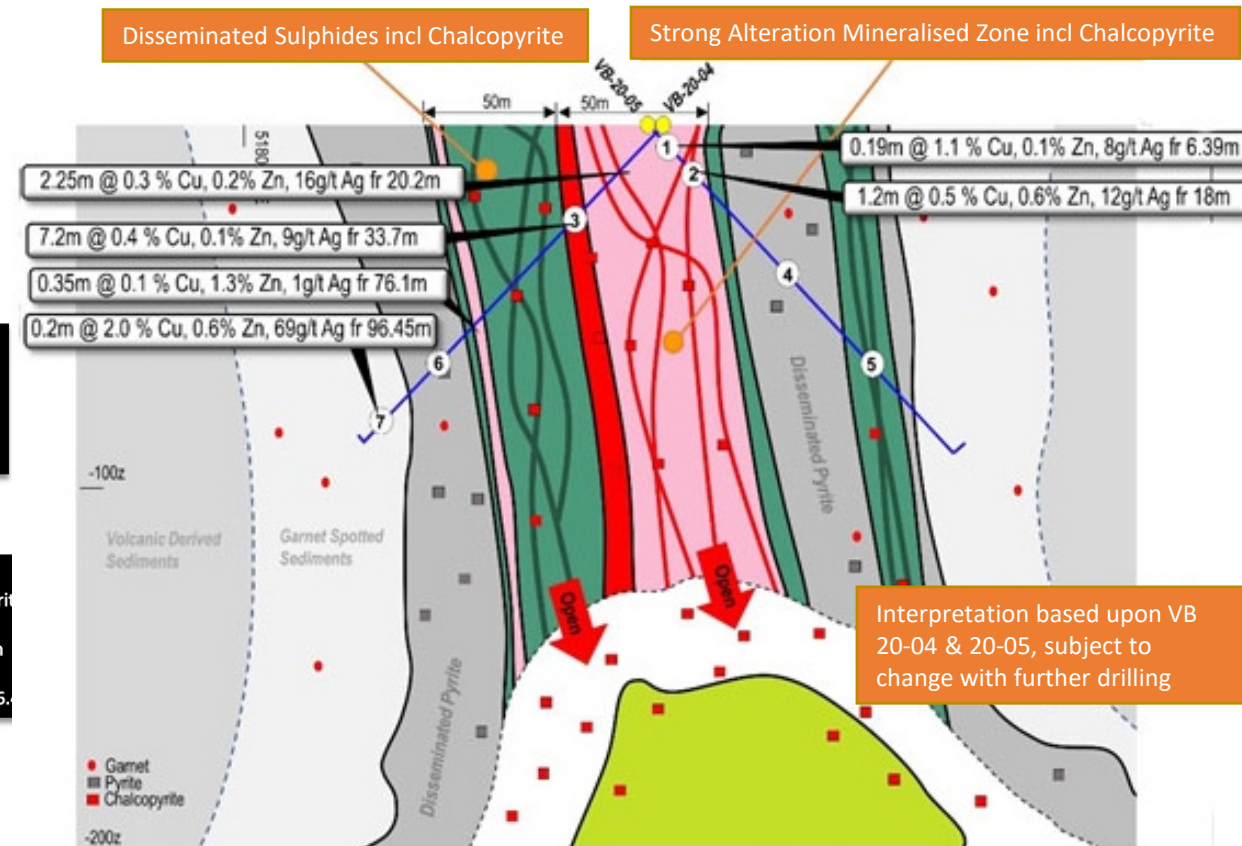 Disseminated Sulphides incl Chalcopyrite
Strong Alteration Mineralised Zone incl Chalcopyrite
VB-20-05
VB-20-04
50m
50m
5180
1
0.19m @ 1.1 % Cu, 0.1% Zn, 8g/t Ag fr 6.39m
2
1.2m @ 0.5 % Cu, 0.6% Zn, 12g/t Ag fr 18m
2.25m @ 0.3 % Cu, 0.2% Zn, 16g/t Ag fr 20.2m
3
7.2m @ 0.4 % Cu, 0.1% Zn, 9g/t Ag fr 33.7m
4
0.35m @ 0.1 % Cu, 1.3% Zn, 1g/t Ag fr 76.1m
0.2m @ 2.0 % Cu, 0.6% Zn, 69g/t Ag fr 96.45m
5
6
7
-100z
Disseminated Pyrite
Volcanic Derived
Sediments
Garnet Spotted
Sediments
Open
Open
Interpretation based upon VB
20-04 & 20-05, subject to
change with further drilling
Disseminated Pyrite
Garnet
Pyrite
Chalcopyrite
-200z